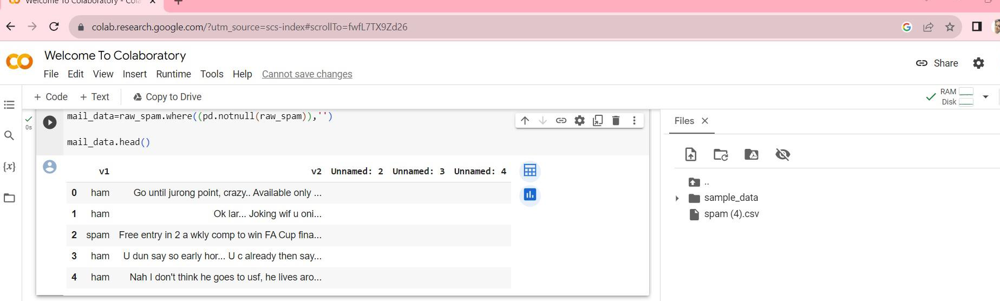 Welcome To Colaboratory - Cola
colab.research.google.com/?utm_source=scs-index#scrollTo=fwfL7TX9Zd26
Welcome To Colaboratory
File Edit View Insert Runtime Tools Help Cannot save changes
Share
+ Code + Text Copy to Drive
RAM
Disk
0s
mail_data=raw_spam.where((pd.notnull(raw_spam)),'')
mail_data.head()
{x}
v1 v2 Unnamed: 2 Unnamed: 3 Unnamed: 4
0 ham Go until jurong point, crazy.. Available only ...
1 ham Ok lar... Joking wif u oni...
2 spam Free entry in 2 a wkly comp to win FA Cup fina...
3 ham U dun say so early hor... U c already then say...
4 ham Nah I don't think he goes to usf, he lives aro...
Files
..
sample_data
spam (4).csv